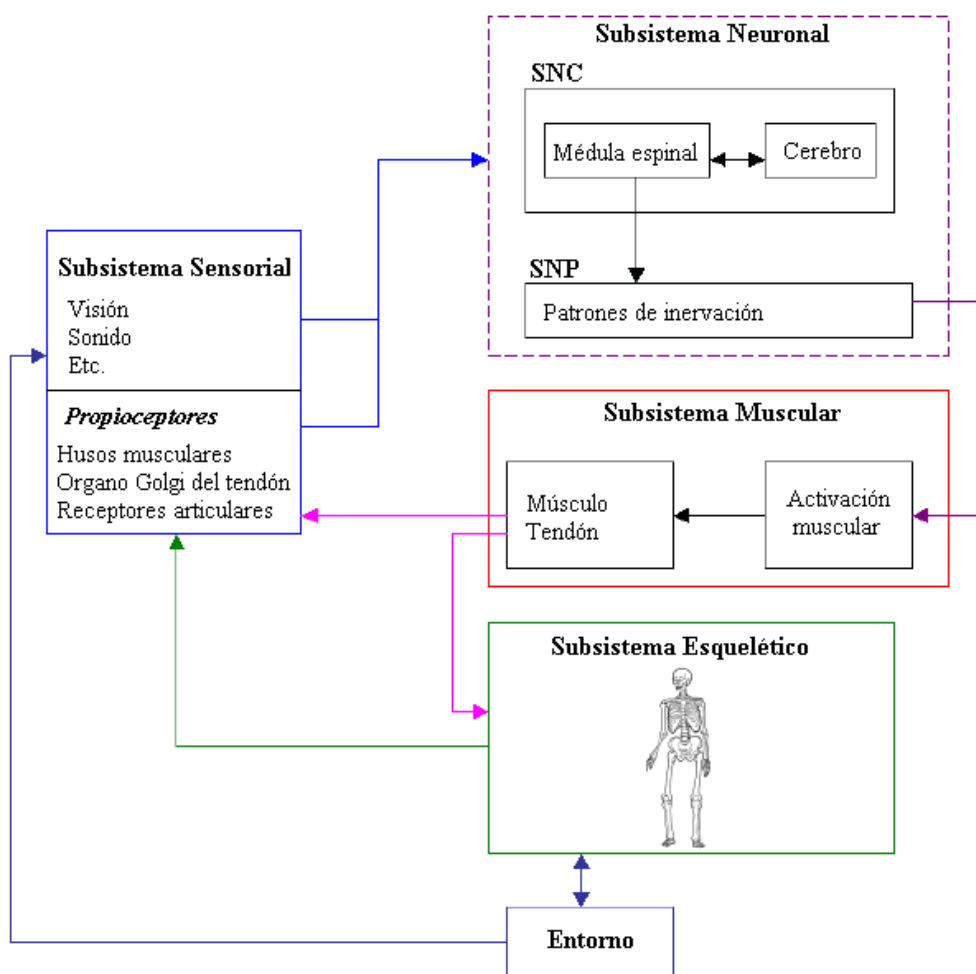 Subsistema Neuronal
SNC
Médula espinal
Cerebro
SNP
Patrones de inervación
Subsistema Sensorial
Visión
Sonido
Etc.
Propioceptores
Husos musculares
Organo Golgi del tendón
Receptores articulares
Subsistema Muscular
Músculo
Tendón
Activación
muscular
Subsistema Esquelético
Entorno